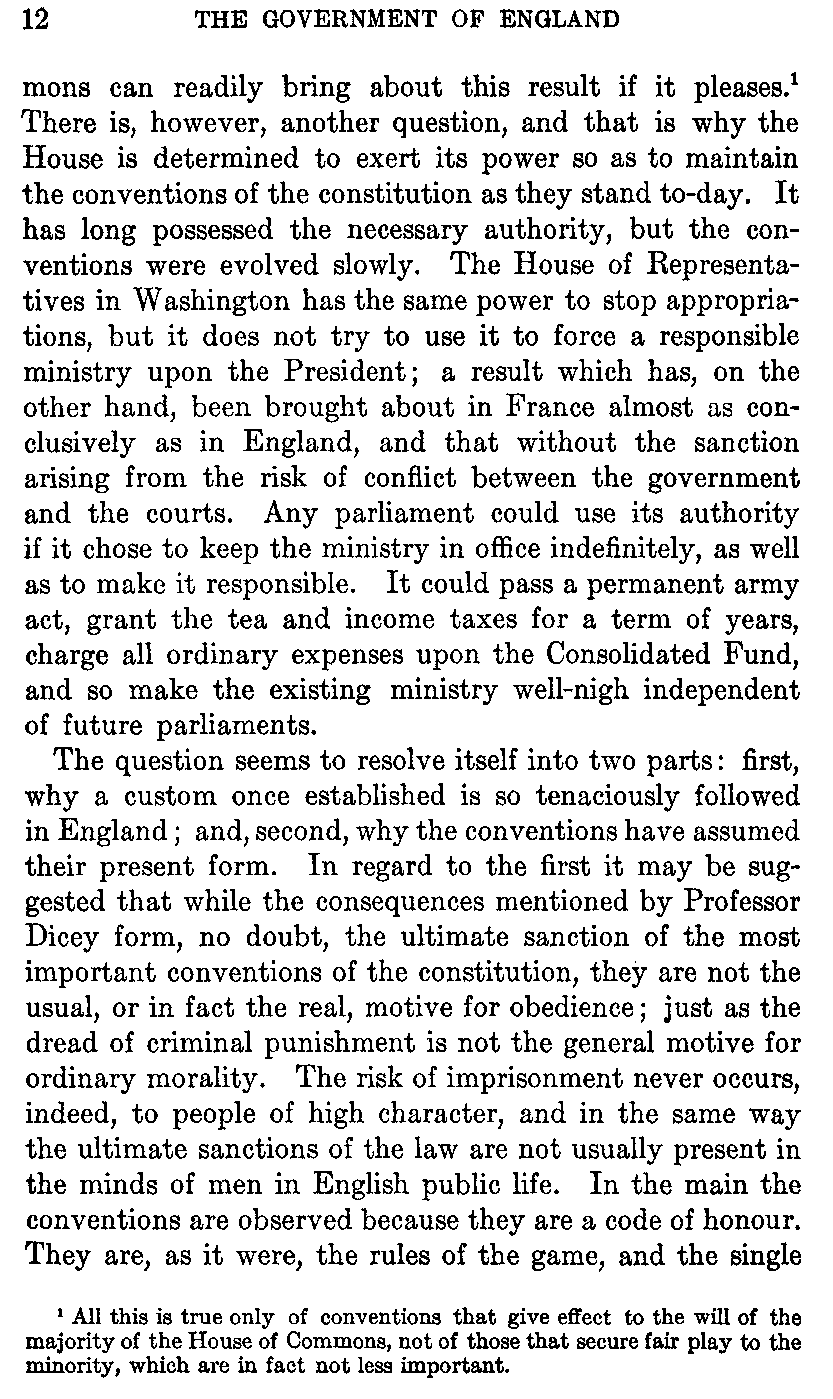 12 THE GOVERNMENT OF ENGLAND
mons can readily bring about this result if it pleases.¹
There is, however, another question, and that is why the
House is determined to exert its power so as to maintain
the conventions of the constitution as they stand to-day. It
has long possessed the necessary authority, but the con-
ventions were evolved slowly. The House of Representa-
tives in Washington has the same power to stop appropria-
tions, but it does not try to use it to force a responsible
ministry upon the President; a result which has, on the
other hand, been brought about in France almost as con-
clusively as in England, and that without the sanction
arising from the risk of conflict between the government
and the courts. Any parliament could use its authority
if it chose to keep the ministry in office indefinitely, as well
as to make it responsible. It could pass a permanent army
act, grant the tea and income taxes for a term of years,
charge all ordinary expenses upon the Consolidated Fund,
and so make the existing ministry well-nigh independent
of future parliaments.
The question seems to resolve itself into two parts: first,
why a custom once established is so tenaciously followed
in England; and, second, why the conventions have assumed
their present form. In regard to the first it may be sug-
gested that while the consequences mentioned by Professor
Dicey form, no doubt, the ultimate sanction of the most
important conventions of the constitution, they are not the
usual, or in fact the real, motive for obedience; just as the
dread of criminal punishment is not the general motive for
ordinary morality. The risk of imprisonment never occurs,
indeed, to people of high character, and in the same way
the ultimate sanctions of the law are not usually present in
the minds of men in English public life. In the main the
conventions are observed because they are a code of honour.
They are, as it were, the rules of the game, and the single
¹ All this is true only of conventions that give effect to the will of the
majority of the House of Commons, not of those that secure fair play to the
minority, which are in fact not less important.